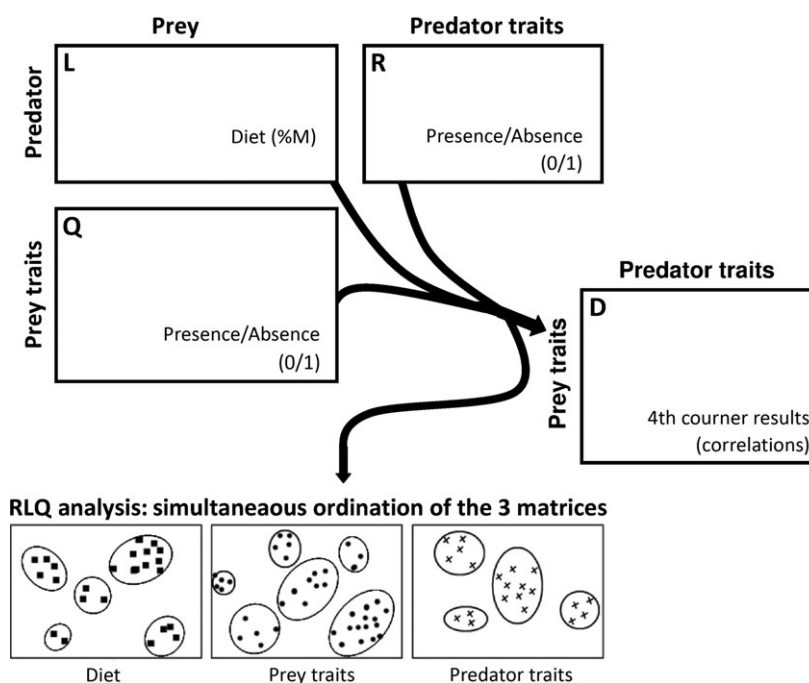 Prey
Predator traits
Predator
L
Diet (%M)
R
Presence/Absence
(0/1)
Prey traits
Q
Presence/Absence
(0/1)
Predator traits
Prey traits
D
4th courner results
(correlations)
RLQ analysis: simultaneaous ordination of the 3 matrices
Diet
Prey traits
Predator traits